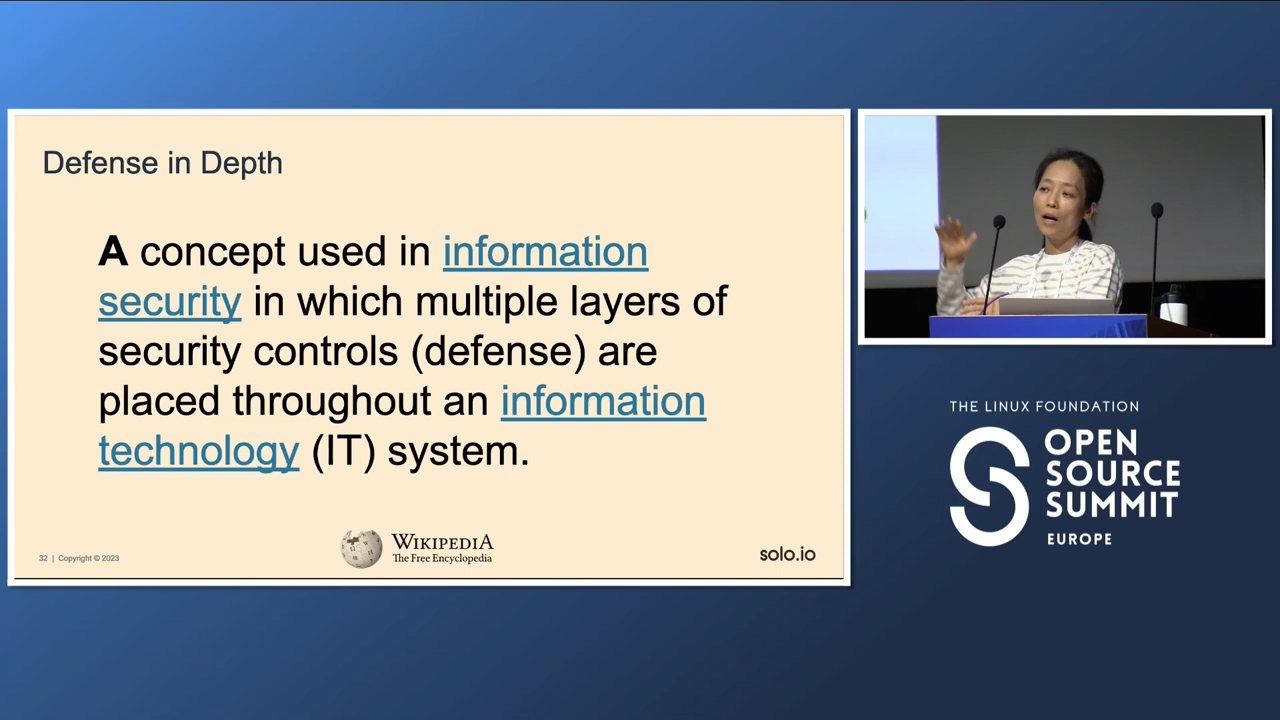 Defense in Depth
A concept used in information
security in which multiple layers of
security controls (defense) are
placed throughout an information
technology (IT) system.
32 | Copyright © 2023
WIKIPEDIA
The Free Encyclopedia
solo.io
THE LINUX FOUNDATION
OPEN
SOURCE
SUMMIT
EUROPE